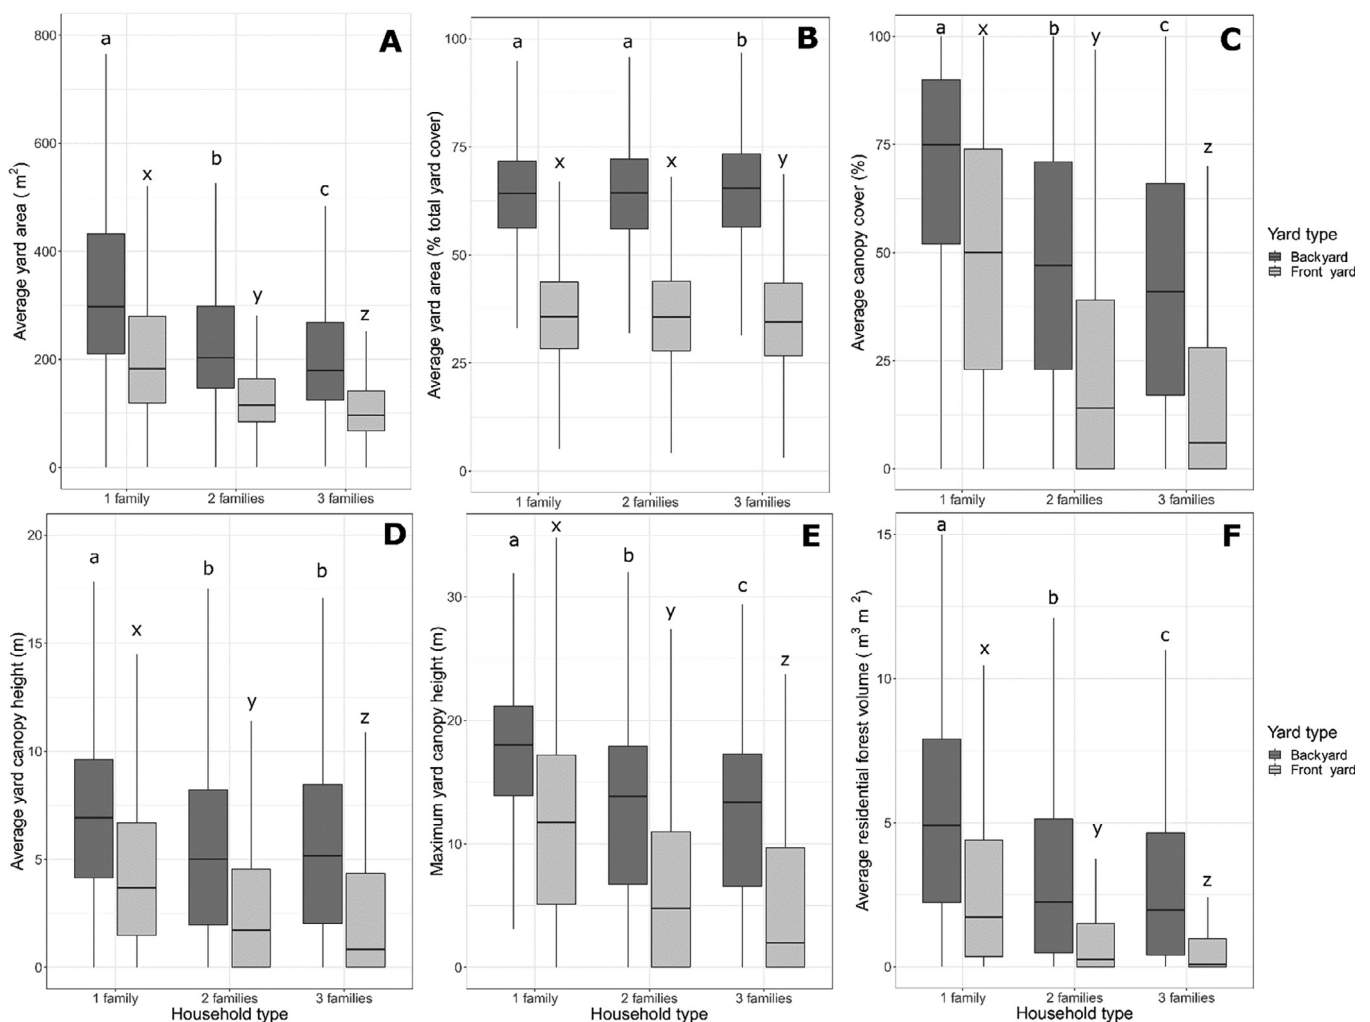 A
Average yard area ( m²)
800
600
400
200
0
a
x
b
y
c
z
1 family
2 families
3 families
B
Average yard area (% total yard cover)
100
75
50
25
0
a
x
a
x
b
y
1 family
2 families
3 families
C
Average canopy cover (%)
100
75
50
25
0
a
x
b
y
c
z
1 family
2 families
3 families
Yard type
Backyard
Front yard
D
Average yard canopy height (m)
20
15
10
5
0
a
x
b
y
b
z
1 family
2 families
3 families
Household type
E
Maximum yard canopy height (m)
30
20
10
0
a
x
b
y
c
z
1 family
2 families
3 families
F
Average residential forest volume ( m³ m⁻²)
15
10
5
0
a
x
b
y
c
z
1 family
2 families
3 families
Household type
Yard type
Backyard
Front yard